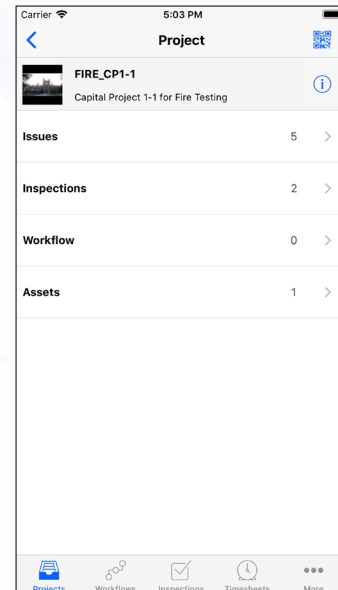 Carrier 5:03 PM
Project
FIRE_CP1-1
Capital Project 1-1 for Fire Testing
Issues 5
Inspections 2
Workflow 0
Assets 1
Projects Workflows Inspections Timesheets More